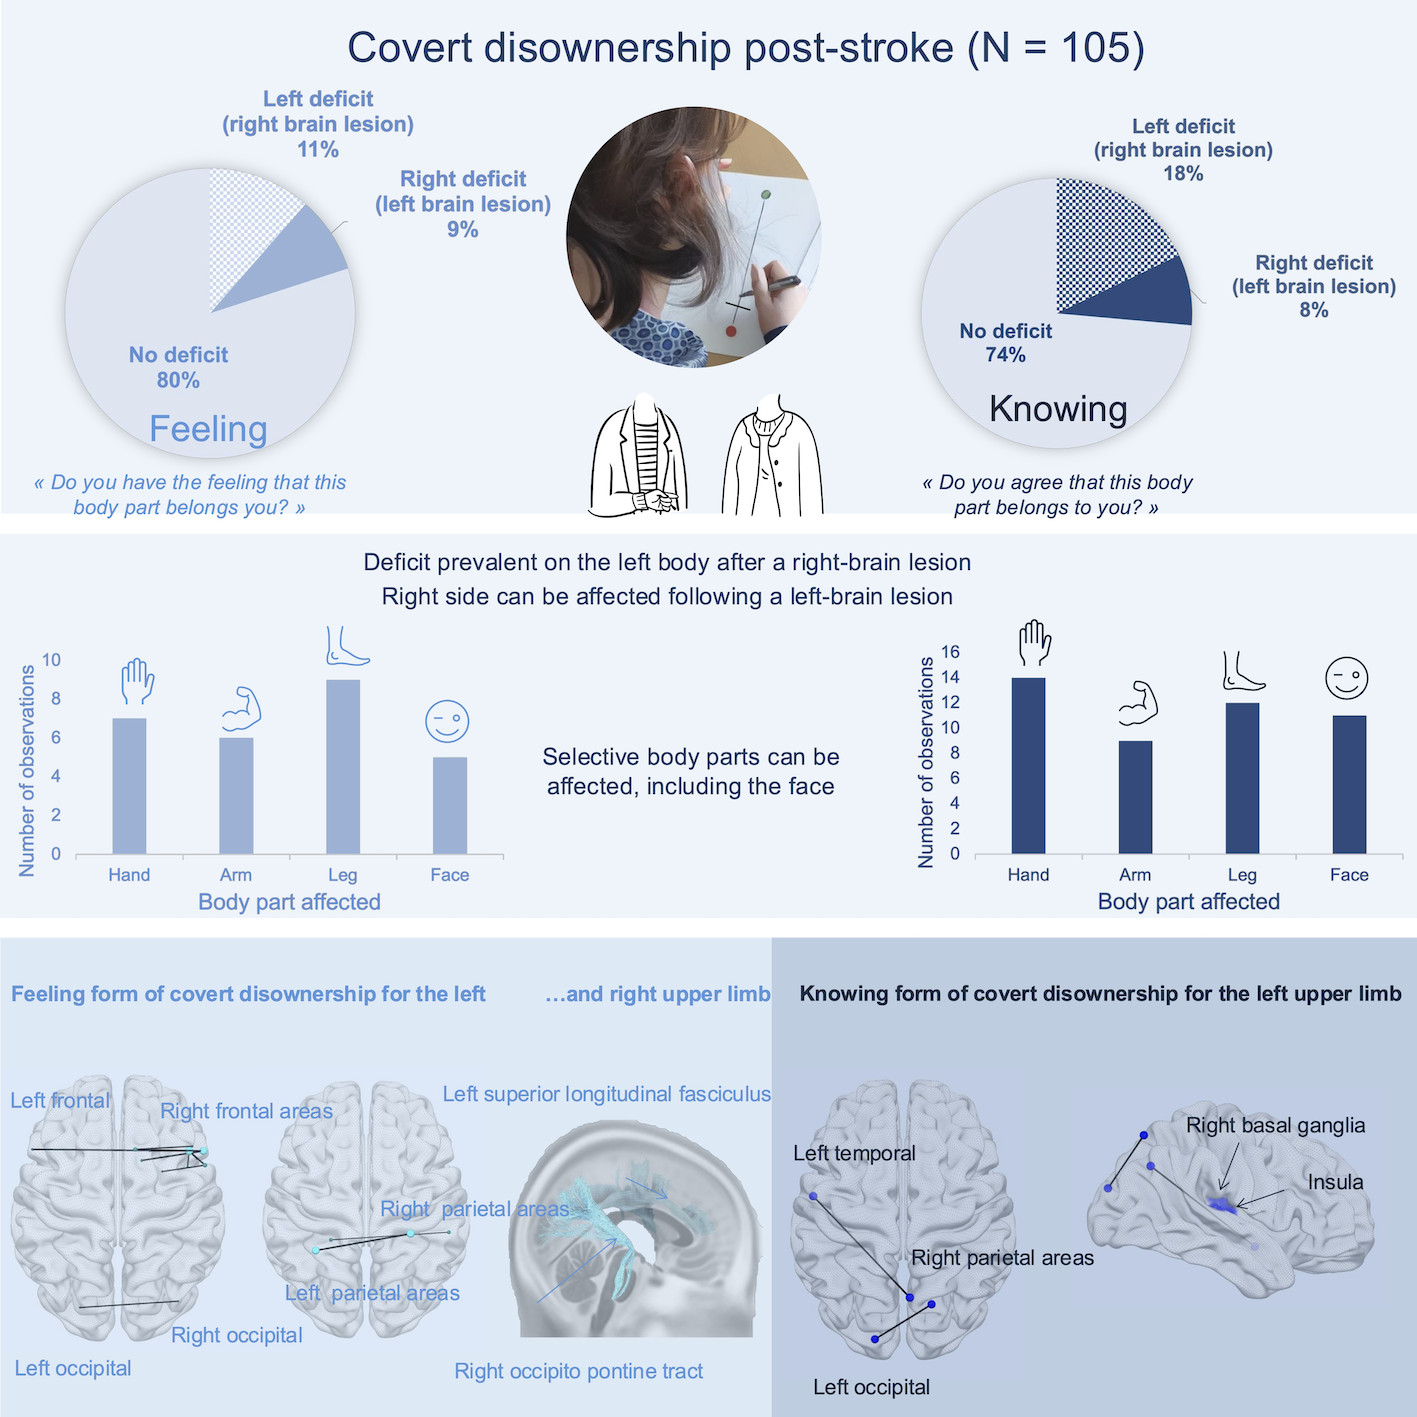 Covert disownership post-stroke (N = 105)
Left deficit
(right brain lesion)
11%
Right deficit
(left brain lesion)
9%
No deficit
80%
Feeling
« Do you have the feeling that this
body part belongs you? »
Left deficit
(right brain lesion)
18%
Right deficit
(left brain lesion)
8%
No deficit
74%
Knowing
« Do you agree that this body
part belongs to you? »
Deficit prevalent on the left body after a right-brain lesion
Right side can be affected following a left-brain lesion
Number of observations
10
8
6
4
2
0
Hand
Arm
Leg
Face
Body part affected
Selective body parts can be
affected, including the face
Number of observations
16
14
12
10
8
6
4
2
0
Hand
Arm
Leg
Face
Body part affected
Feeling form of covert disownership for the left
...and right upper limb
Left frontal
Right frontal areas
Left superior longitudinal fasciculus
Right parietal areas
Left parietal areas
Right occipital
Left occipital
Right occipito pontine tract
Knowing form of covert disownership for the left upper limb
Left temporal
Right basal ganglia
Insula
Right parietal areas
Left occipital